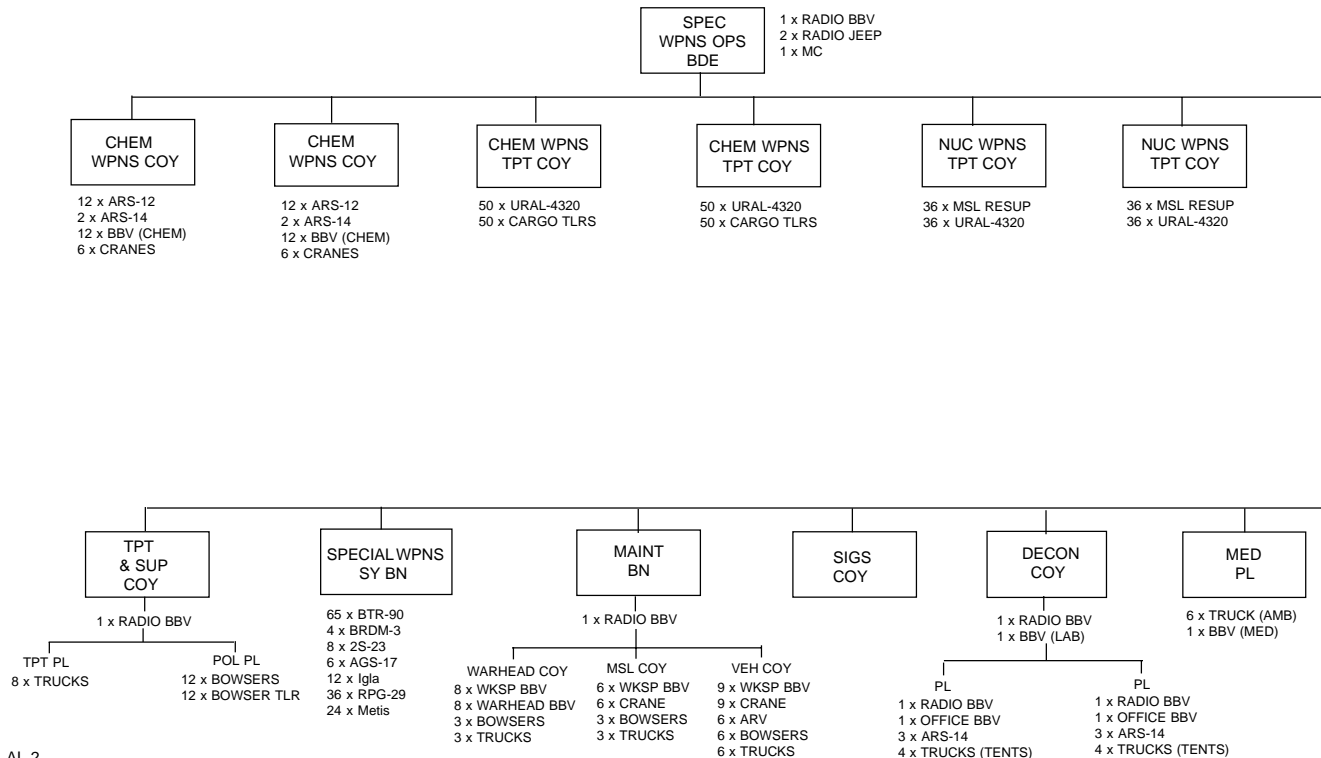 SPEC
WPNS OPS
BDE
1 x RADIO BBV
2 x RADIO JEEP
1 x MC
CHEM
WPNS COY
12 x ARS-12
2 x ARS-14
12 x BBV (CHEM)
6 x CRANES
CHEM
WPNS COY
12 x ARS-12
2 x ARS-14
12 x BBV (CHEM)
6 x CRANES
CHEM WPNS
TPT COY
50 x URAL-4320
50 x CARGO TLRS
CHEM WPNS
TPT COY
50 x URAL-4320
50 x CARGO TLRS
NUC WPNS
TPT COY
36 x MSL RESUP
36 x URAL-4320
NUC WPNS
TPT COY
36 x MSL RESUP
36 x URAL-4320
TPT
& SUP
COY
1 x RADIO BBV
TPT PL
8 x TRUCKS
POL PL
12 x BOWSERS
12 x BOWSER TLR
SPECIAL WPNS
SY BN
65 x BTR-90
4 x BRDM-3
8 x 2S-23
6 x AGS-17
12 x Igla
36 x RPG-29
24 x Metis
MAINT
BN
1 x RADIO BBV
WARHEAD COY
8 x WKSP BBV
8 x WARHEAD BBV
3 x BOWSERS
3 x TRUCKS
MSL COY
6 x WKSP BBV
6 x CRANE
3 x BOWSERS
3 x TRUCKS
VEH COY
9 x WKSP BBV
9 x CRANE
6 x ARV
6 x BOWSERS
6 x TRUCKS
SIGS
COY
DECON
COY
1 x RADIO BBV
1 x BBV (LAB)
PL
1 x RADIO BBV
1 x OFFICE BBV
3 x ARS-14
4 x TRUCKS (TENTS)
PL
1 x RADIO BBV
1 x OFFICE BBV
3 x ARS-14
4 x TRUCKS (TENTS)
MED
PL
6 x TRUCK (AMB)
1 x BBV (MED)